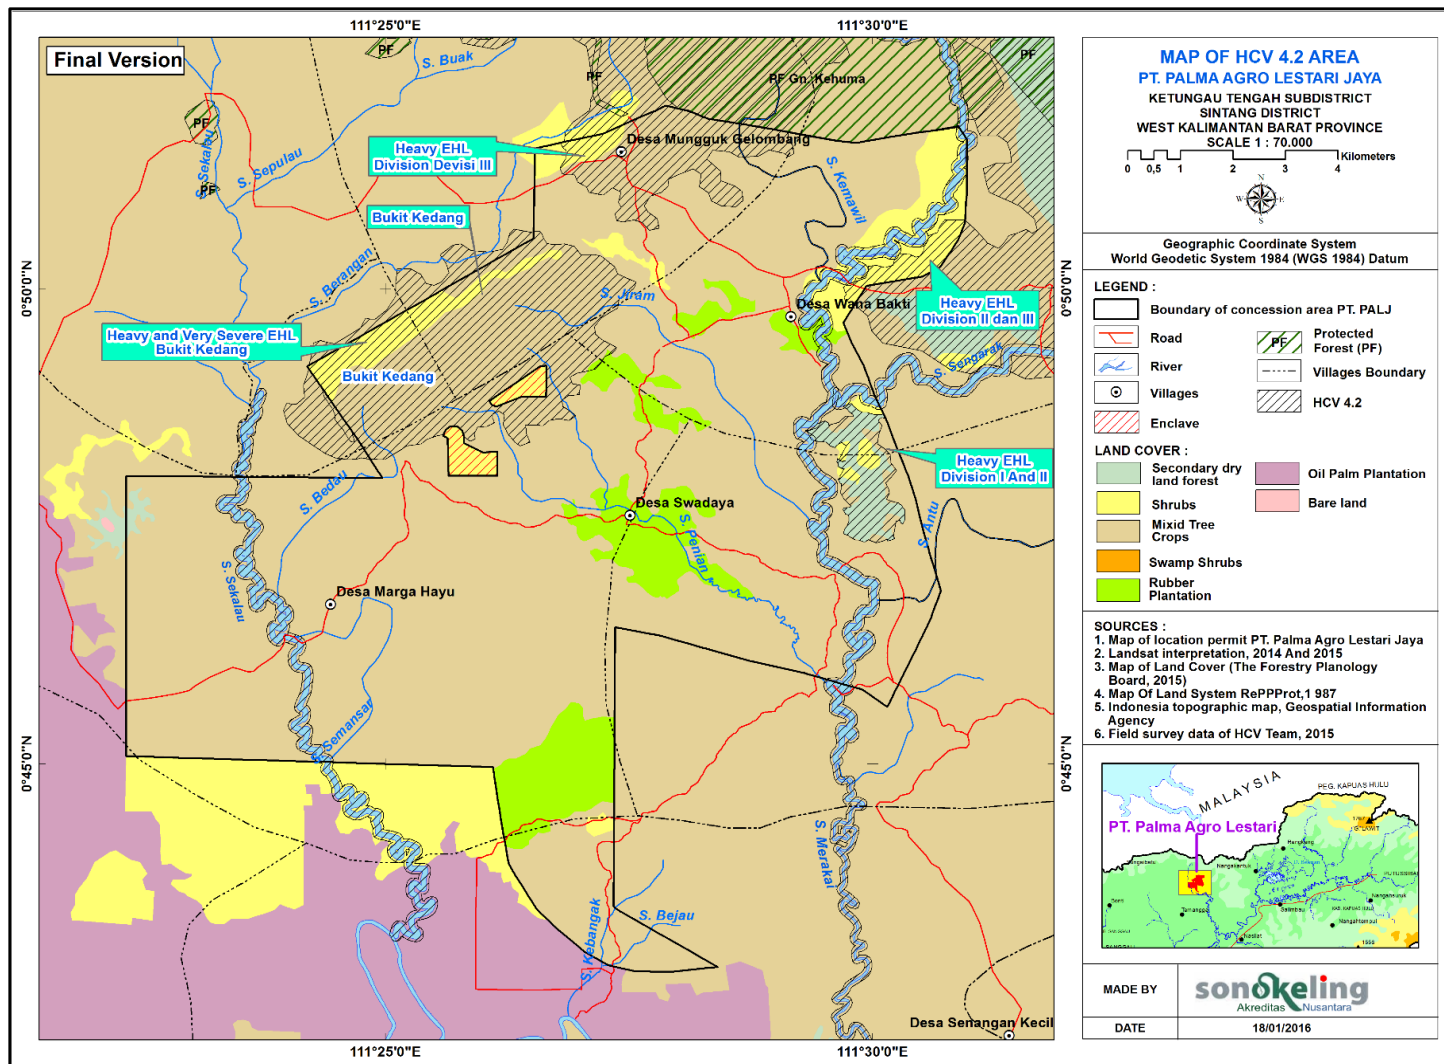 111°25'0"E
111°30'0"E
Final Version
PF
S. Buak
PF
PF Gn. Kehuma
PF
PF
S. Sekalau
S. Sepulau
PF
Heavy EHL
Division Devisi III
Desa Mungguk Gelombang
S. Kemawil
Bukit Kedang
S. Berangan
S. Jiram
Desa Wana Bakti
Heavy EHL
Division II dan III
Heavy and Very Severe EHL
Bukit Kedang
Bukit Kedang
S. Sengarak
Heavy EHL
Division I And II
S. Bedau
Desa Swadaya
S. Penian
S. Antu
S. Sekalau
Desa Marga Hayu
S. Semansar
S. Merakai
S. Kebangak
S. Bejau
Desa Senangan Kecil
0°50'0"N
0°50'0"N
0°45'0"N
0°45'0"N
111°25'0"E
111°30'0"E
MAP OF HCV 4.2 AREA
PT. PALMA AGRO LESTARI JAYA
KETUNGAU TENGAH SUBDISTRICT
SINTANG DISTRICT
WEST KALIMANTAN BARAT PROVINCE
SCALE 1 : 70.000
Kilometers
0 0,5 1 2 3 4
N
W E
S
Geographic Coordinate System
World Geodetic System 1984 (WGS 1984) Datum
LEGEND :
Boundary of concession area PT. PALJ
Road
River
Villages
Enclave
PF
Protected
Forest (PF)
Villages Boundary
HCV 4.2
LAND COVER :
Secondary dry
land forest
Shrubs
Mixid Tree
Crops
Swamp Shrubs
Rubber
Plantation
Oil Palm Plantation
Bare land
SOURCES :
1. Map of location permit PT. Palma Agro Lestari Jaya
2. Landsat interpretation, 2014 And 2015
3. Map of Land Cover (The Forestry Planology
Board, 2015)
4. Map Of Land System RePPProt,1 987
5. Indonesia topographic map, Geospatial Information
Agency
6. Field survey data of HCV Team, 2015
MALAYSIA
PEG. KAPUAS HULU
PT. Palma Agro Lestari
MADE BY
sonokeling
Akreditas Nusantara
DATE
18/01/2016